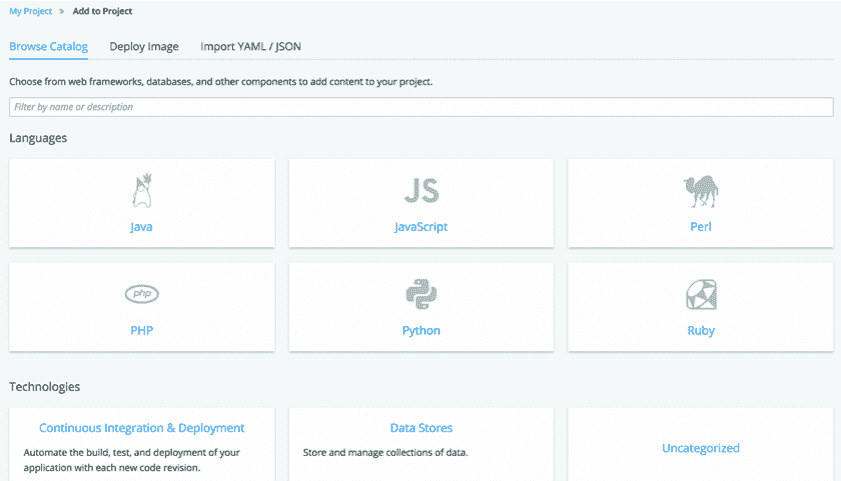 My Project » Add to Project
Browse Catalog Deploy Image Import YAML / JSON
Choose from web frameworks, databases, and other components to add content to your project.
Filter by name or description
Languages
JS
Java JavaScript Perl
php
PHP Python Ruby
Technologies
Continuous Integration & Deployment Data Stores
Automate the build, test, and deployment of your Store and manage collections of data. Uncategorized
application with each new code revision.